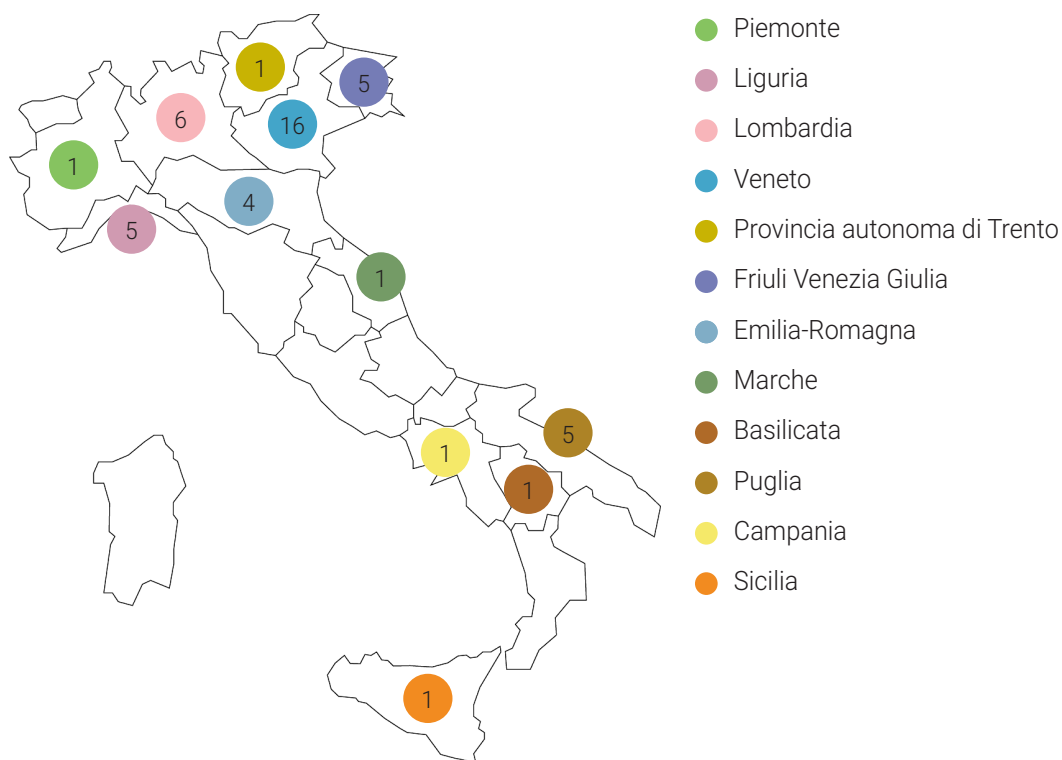 1
5
6
16
1
4
5
1
5
1
1
1
Piemonte
Liguria
Lombardia
Veneto
Provincia autonoma di Trento
Friuli Venezia Giulia
Emilia-Romagna
Marche
Basilicata
Puglia
Campania
Sicilia